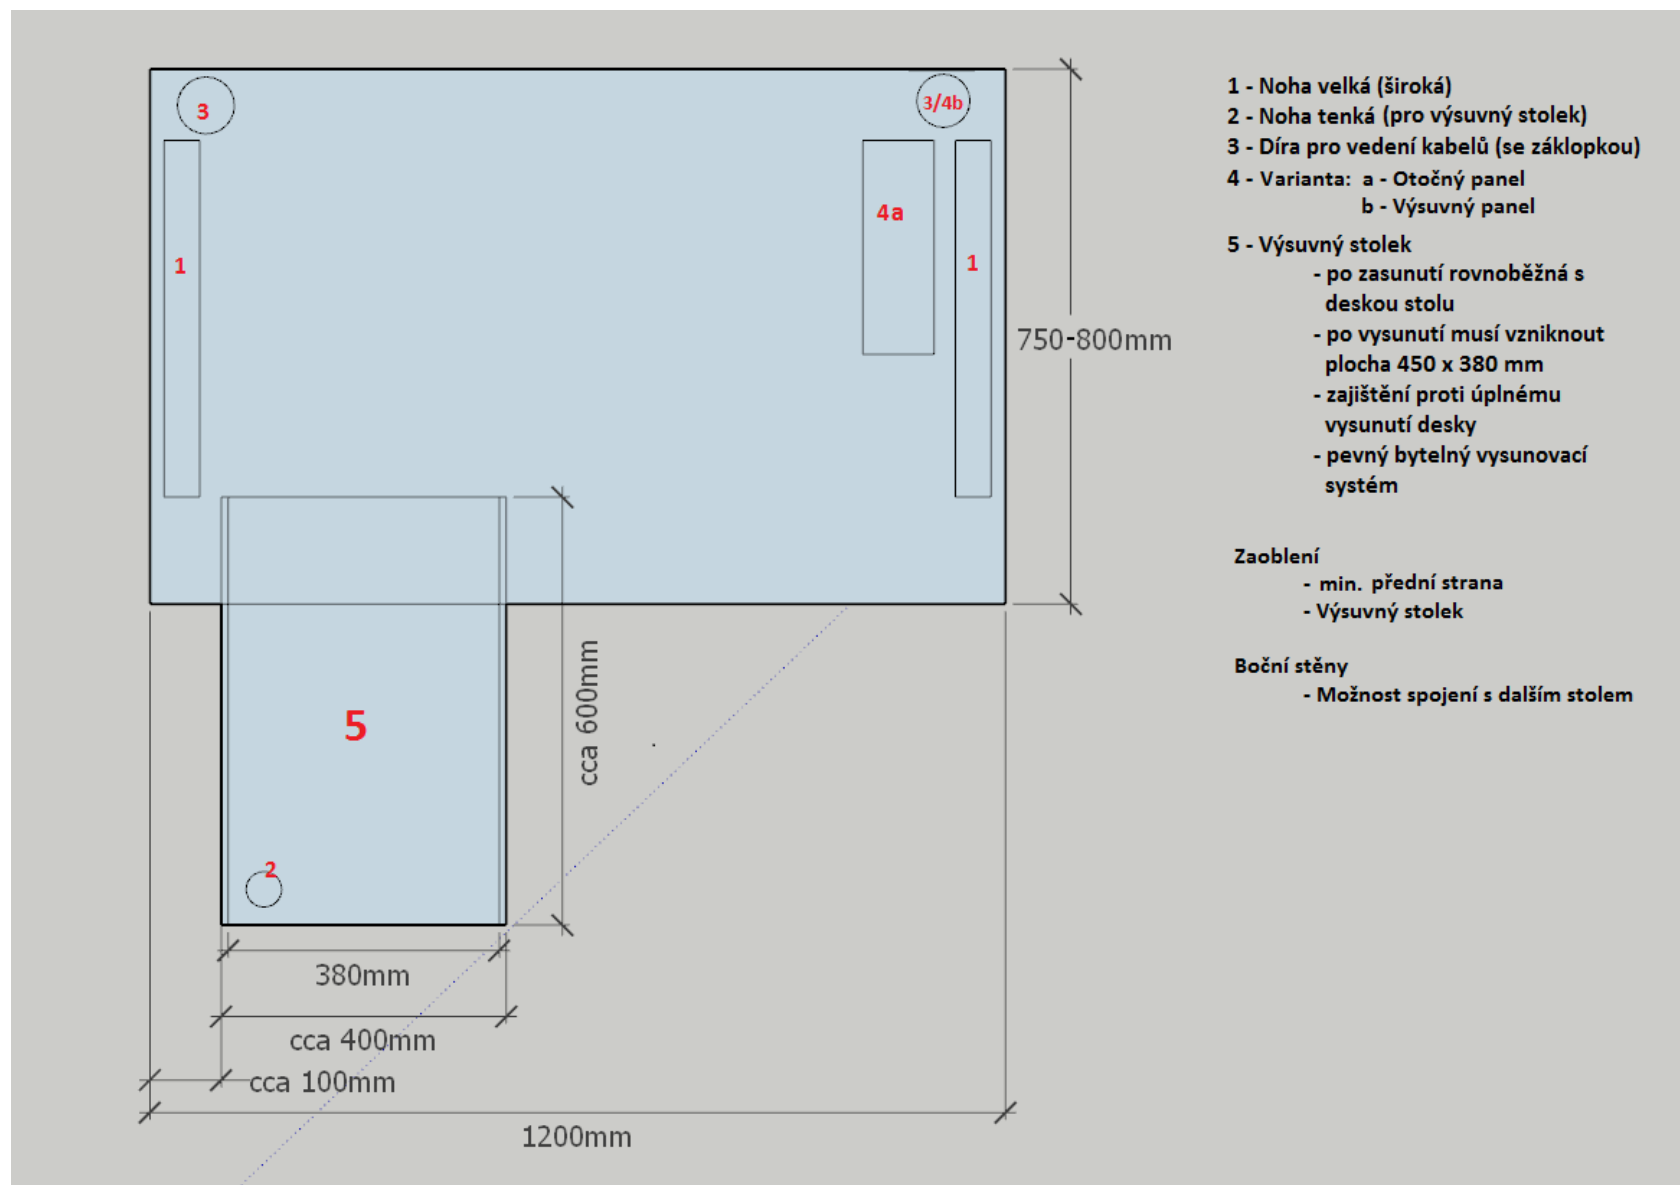 3
3/4b
1
4a
1
750-800mm
5
cca 600mm
2
380mm
cca 400mm
cca 100mm
1200mm
1 - Noha velká (široká)
2 - Noha tenká (pro výsuvný stolek)
3 - Díra pro vedení kabelů (se záklopkou)
4 - Varianta: a - Otočný panel
b - Výsuvný panel
5 - Výsuvný stolek
- po zasunutí rovnoběžná s
deskou stolu
- po vysunutí musí vzniknout
plocha 450 x 380 mm
- zajištění proti úplnému
vysunutí desky
- pevný bytelný vysunovací
systém
Zaoblení
- min. přední strana
- Výsuvný stolek
Boční stěny
- Možnost spojení s dalším stolem